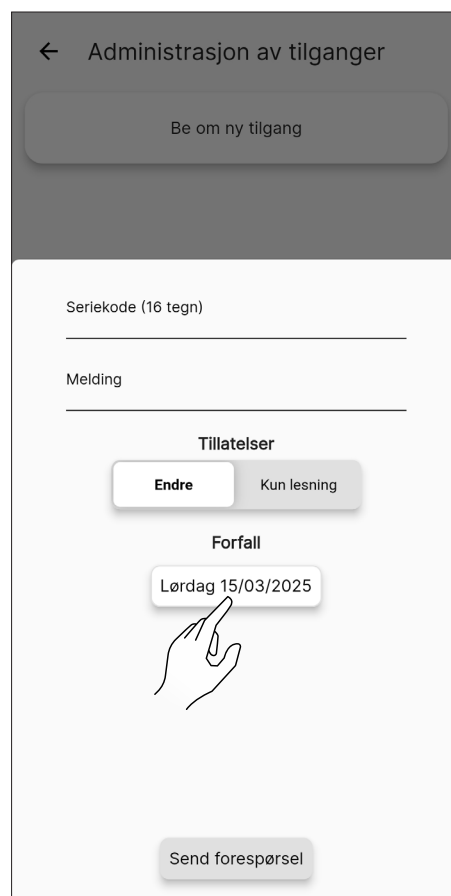 Administrasjon av tilganger
Be om ny tilgang
Seriekode (16 tegn)
Melding
Tillatelser
Endre Kun lesning
Forfall
Lørdag 15/03/2025
Send forespørsel